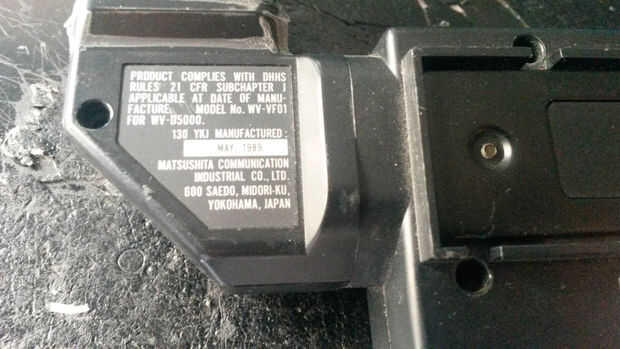 PRODUCT COMPLIES WITH DHHS
RULES 21 CFR SUBCHAPTER J
APPLICABLE AT DATE OF MANU-
FACTURE. MODEL No. WV-VF01
FOR WV-D5000.
130 YKJ MANUFACTURED:
MAY 1989
MATSUSHITA COMMUNICATION
INDUSTRIAL CO., LTD.
600 SAEDO, MIDORI-KU,
YOKOHAMA, JAPAN